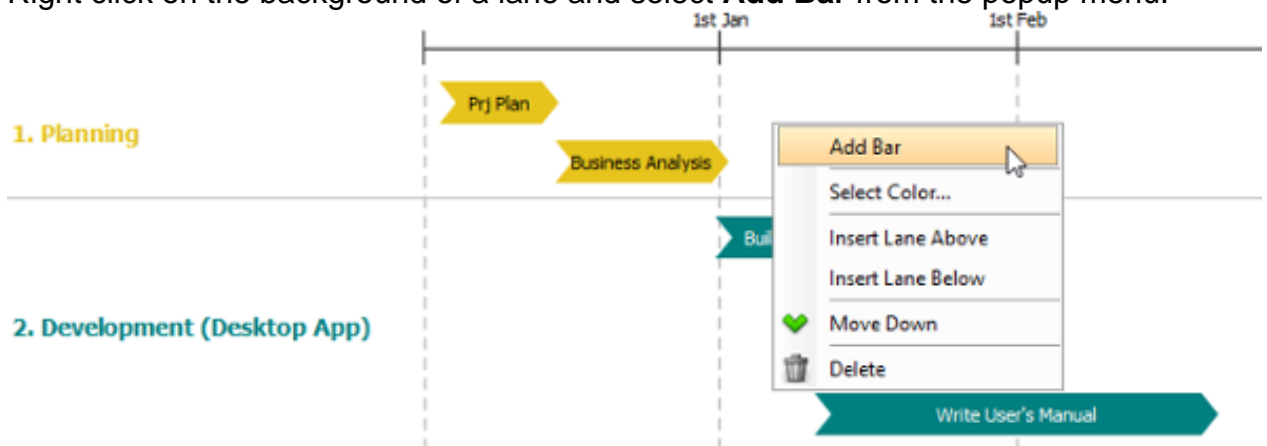 Right click on the background of a lane and select Add Bar from the popup menu.
1st Jan
1st Feb
Prj Plan
1. Planning
Business Analysis
Add Bar
Select Color...
Insert Lane Above
Insert Lane Below
Move Down
Delete
2. Development (Desktop App)
Write User's Manual